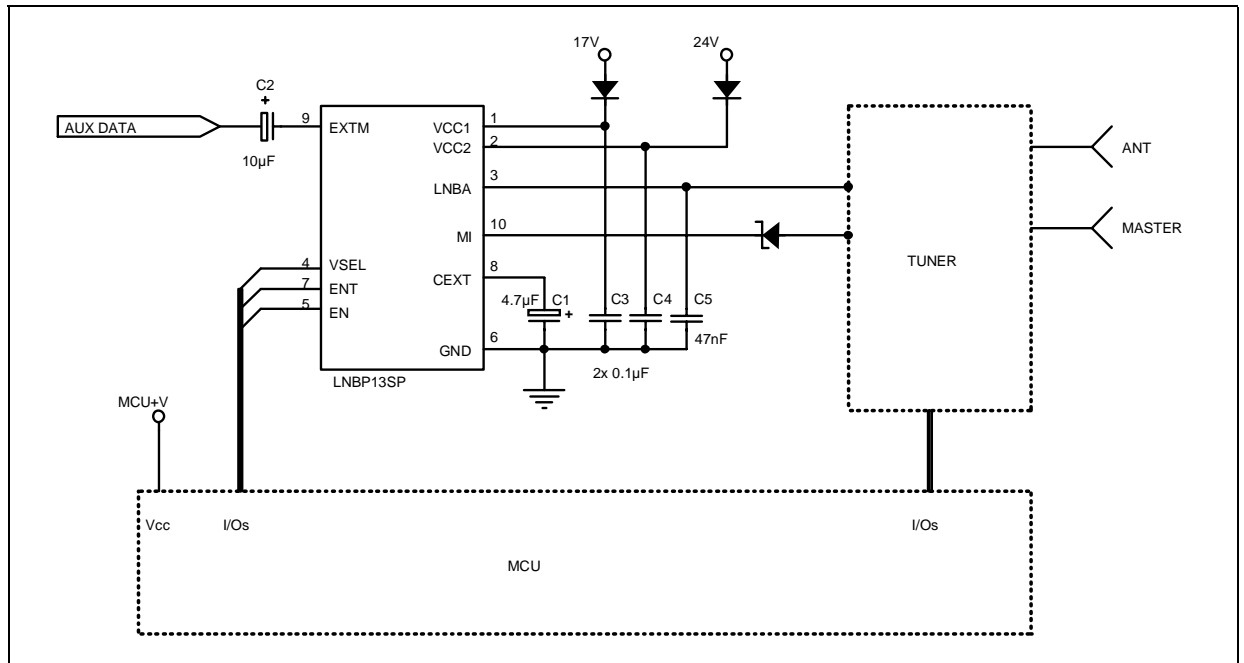 17V
24V
C2
+
AUX DATA
10µF
9
EXTM
VCC1
1
VCC2
2
LNBA
3
MI
10
CEXT
8
VSEL
4
ENT
7
EN
5
GND
6
LNBP13SP
4.7µF
C1
+
C3
C4
C5
47nF
2x 0.1µF
TUNER
ANT
MASTER
MCU+V
Vcc
I/Os
I/Os
MCU